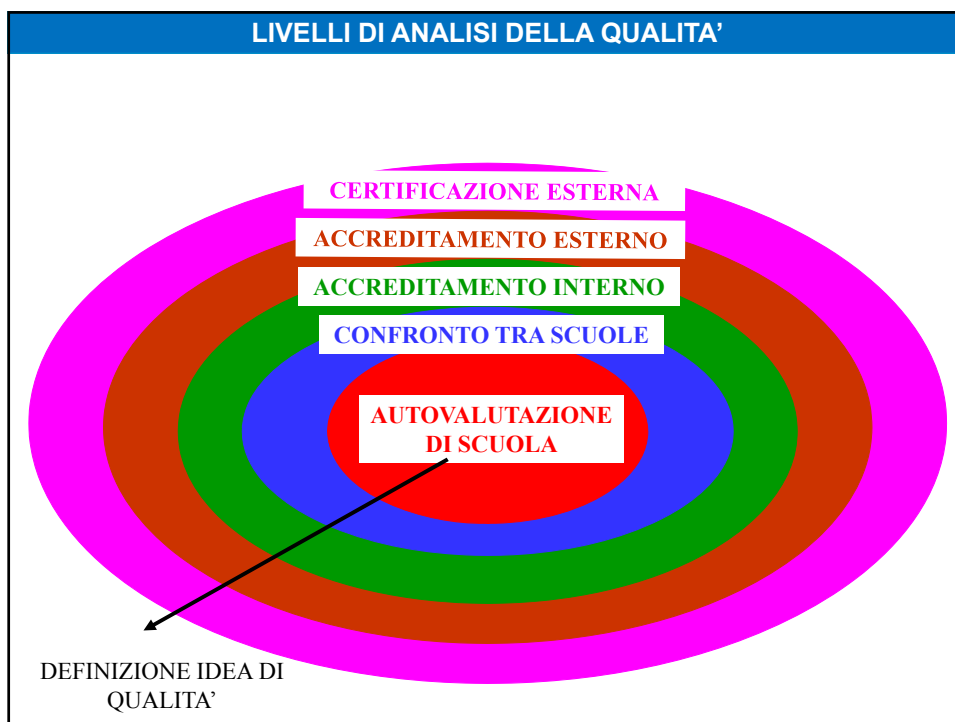 LIVELLI DI ANALISI DELLA QUALITA’
CERTIFICAZIONE ESTERNA
ACCREDITAMENTO ESTERNO
ACCREDITAMENTO INTERNO
CONFRONTO TRA SCUOLE
AUTOVALUTAZIONE
DI SCUOLA
DEFINIZIONE IDEA DI
QUALITA’